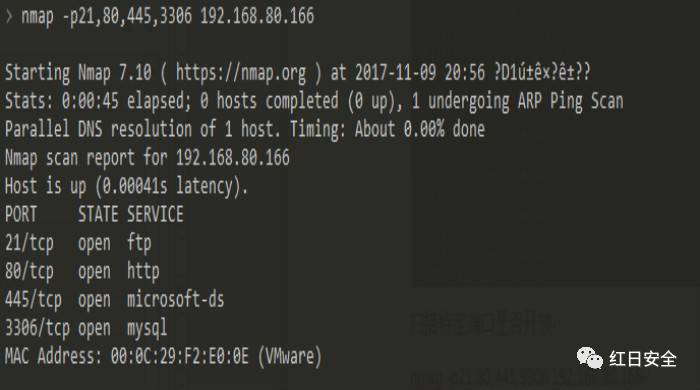 > nmap -p21,80,445,3306 192.168.80.166
Starting Nmap 7.10 ( https://nmap.org ) at 2017-11-09 20:56 ?D1ú±ê×?ê±??
Stats: 0:00:45 elapsed; 0 hosts completed (0 up), 1 undergoing ARP Ping Scan
Parallel DNS resolution of 1 host. Timing: About 0.00% done
Nmap scan report for 192.168.80.166
Host is up (0.00041s latency).
PORT STATE SERVICE
21/tcp open ftp
80/tcp open http
445/tcp open microsoft-ds
3306/tcp open mysql
MAC Address: 00:0C:29:F2:E0:0E (VMware)
红日安全